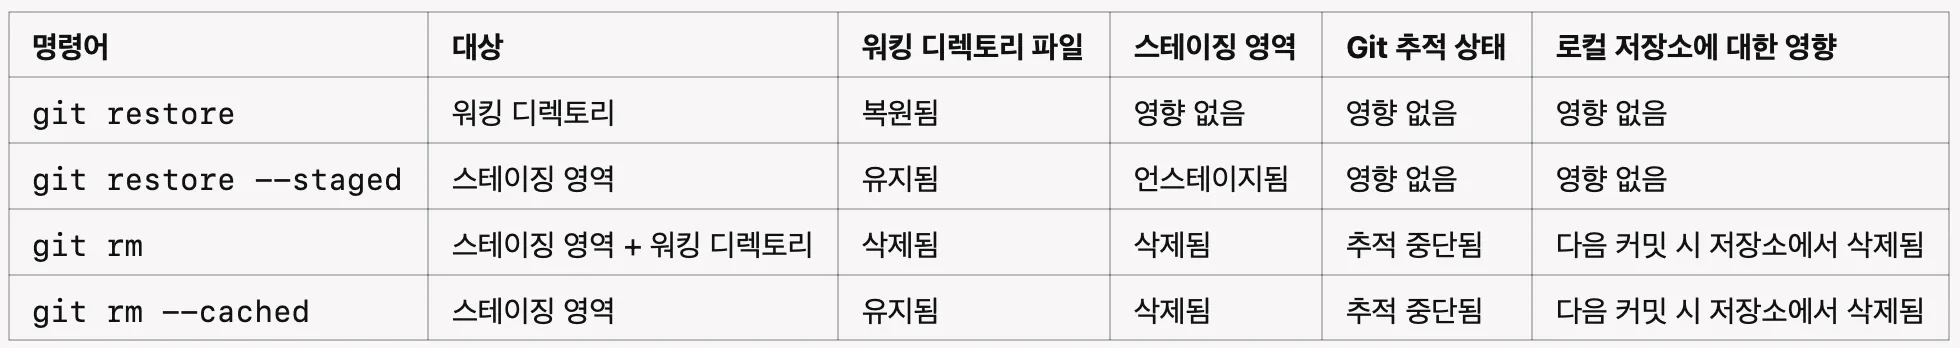 명령어 대상 워킹 디렉토리 파일 스테이징 영역 Git 추적 상태 로컬 저장소에 대한 영향
git restore 워킹 디렉토리 복원됨 영향 없음 영향 없음 영향 없음
git restore --staged 스테이징 영역 유지됨 언스테이지됨 영향 없음 영향 없음
git rm 스테이징 영역 + 워킹 디렉토리 삭제됨 삭제됨 추적 중단됨 다음 커밋 시 저장소에서 삭제됨
git rm --cached 스테이징 영역 유지됨 삭제됨 추적 중단됨 다음 커밋 시 저장소에서 삭제됨